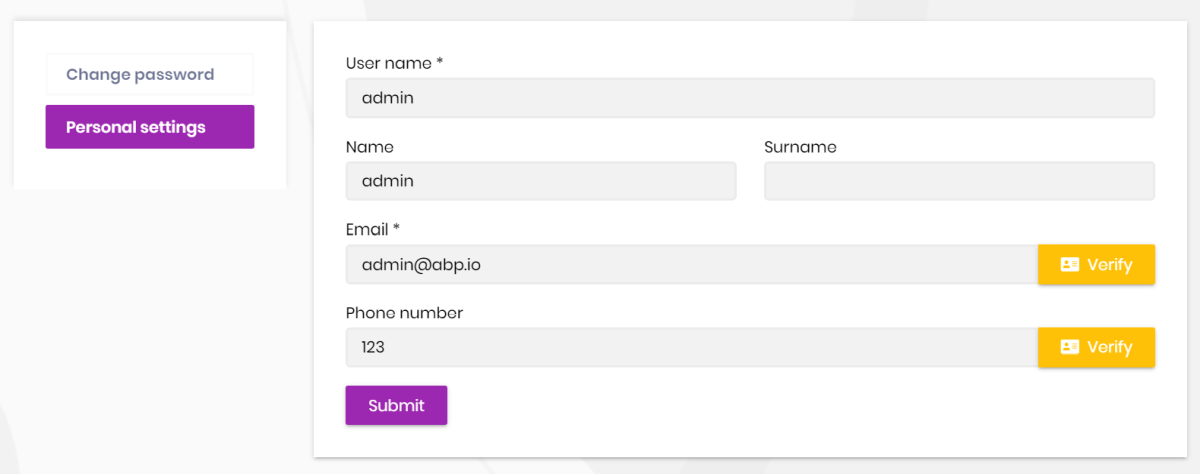 Change password
Personal settings
User name *
admin
Name
Surname
admin
Email *
admin@abp.io
Verify
Phone number
123
Verify
Submit